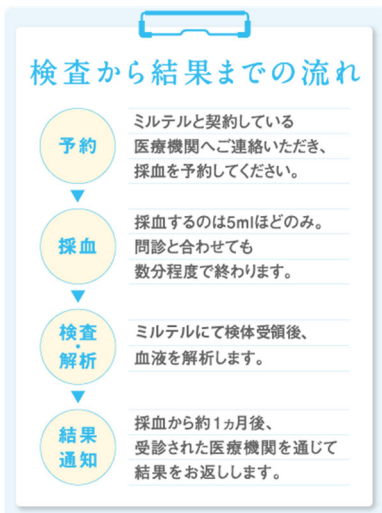 検査から結果までの流れ
予約
ミルテルと契約している
医療機関へご連絡いただき、
採血を予約してください。
採血
採血するのは5mlほどのみ。
問診と合わせても
数分程度で終わります。
検査
・
解析
ミルテルにて検体受領後、
血液を解析します。
結果
通知
採血から約1ヵ月後、
受診された医療機関を通じて
結果をお返しします。